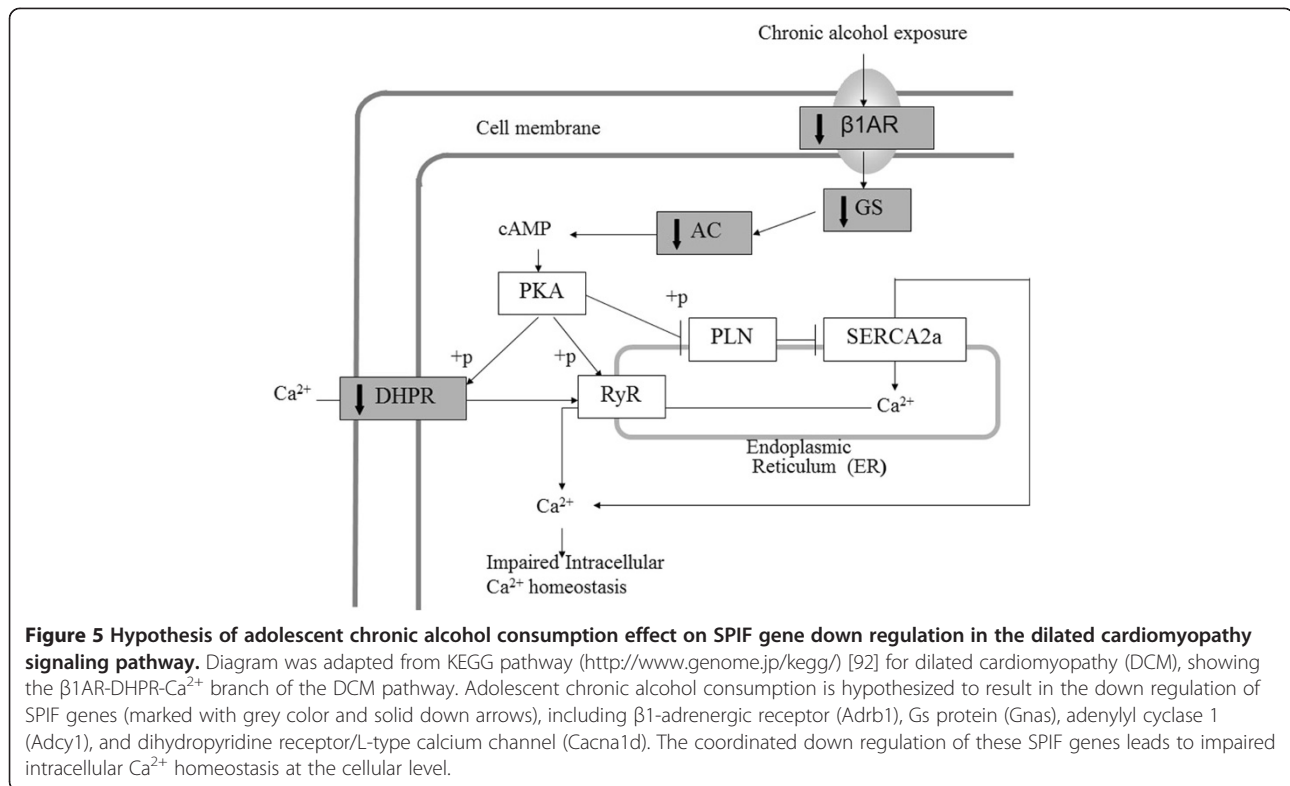 Chronic alcohol exposure
Cell membrane
β1AR
GS
AC
cAMP
PKA
+p
PLN
SERCA2a
+p
+p
Ca²⁺
DHPR
RyR
Ca²⁺
Endoplasmic
Reticulum (ER)
Ca²⁺
Impaired Intracellular
Ca²⁺ homeostasis
Figure 5 Hypothesis of adolescent chronic alcohol consumption effect on SPIF gene down regulation in the dilated cardiomyopathy
signaling pathway. Diagram was adapted from KEGG pathway (http://www.genome.jp/kegg/) [92] for dilated cardiomyopathy (DCM), showing
the β1AR-DHPR-Ca²⁺ branch of the DCM pathway. Adolescent chronic alcohol consumption is hypothesized to result in the down regulation of
SPIF genes (marked with grey color and solid down arrows), including β1-adrenergic receptor (Adrb1), Gs protein (Gnas), adenylyl cyclase 1
(Adcy1), and dihydropyridine receptor/L-type calcium channel (Cacna1d). The coordinated down regulation of these SPIF genes leads to impaired
intracellular Ca²⁺ homeostasis at the cellular level.